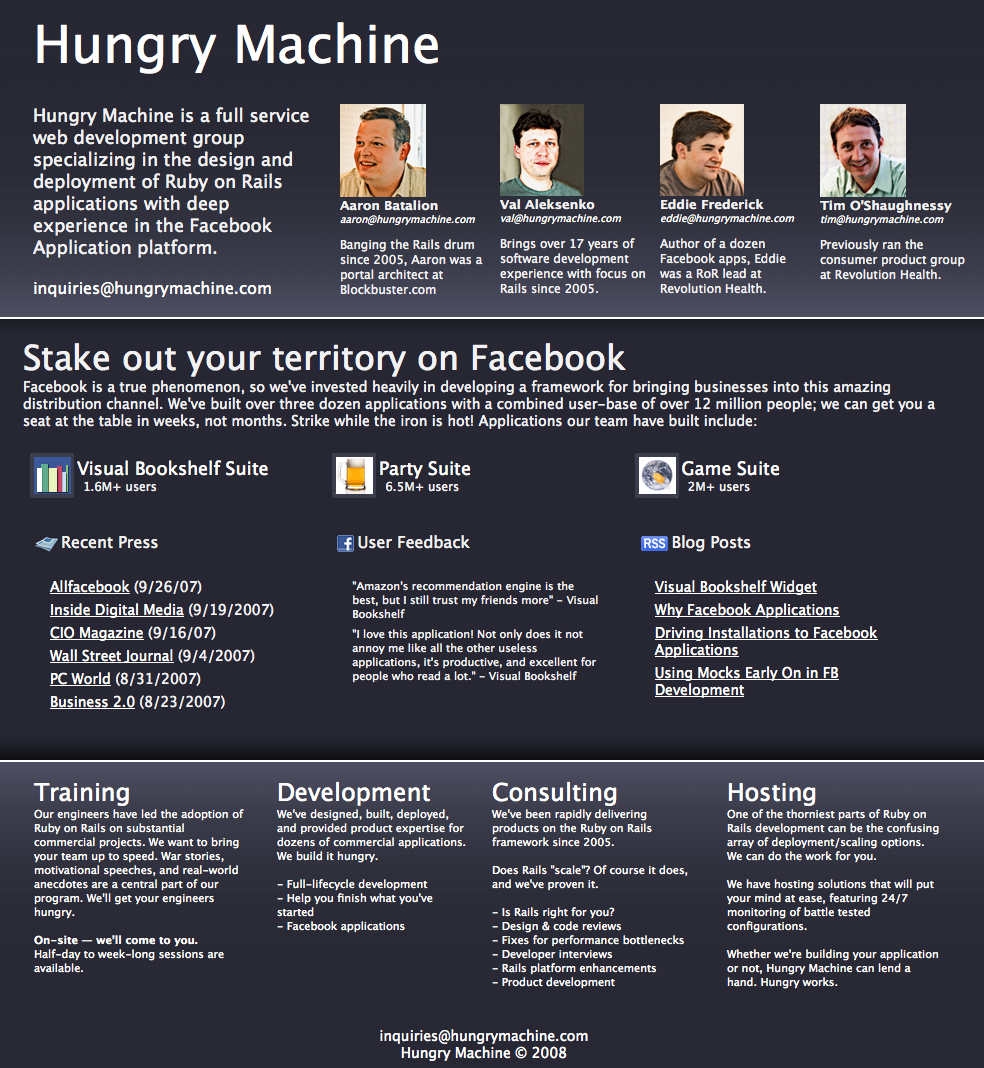 Hungry Machine
Hungry Machine is a full service
web development group
specializing in the design and
deployment of Ruby on Rails
applications with deep
experience in the Facebook
Application platform.
inquiries@hungrymachine.com
Aaron Batalion
aaron@hungrymachine.com
Banging the Rails drum
since 2005, Aaron was a
portal architect at
Blockbuster.com
Val Aleksenko
val@hungrymachine.com
Brings over 17 years of
software development
experience with focus on
Rails since 2005.
Eddie Frederick
eddie@hungrymachine.com
Author of a dozen
Facebook apps, Eddie
was a RoR lead at
Revolution Health.
Tim O'Shaughnessy
tim@hungrymachine.com
Previously ran the
consumer product group
at Revolution Health.
Stake out your territory on Facebook
Facebook is a true phenomenon, so we've invested heavily in developing a framework for bringing businesses into this amazing
distribution channel. We've built over three dozen applications with a combined user-base of over 12 million people; we can get you a
seat at the table in weeks, not months. Strike while the iron is hot! Applications our team have built include:
Visual Bookshelf Suite
1.6M+ users
Party Suite
6.5M+ users
Game Suite
2M+ users
Recent Press
Allfacebook (9/26/07)
Inside Digital Media (9/19/2007)
CIO Magazine (9/16/07)
Wall Street Journal (9/4/2007)
PC World (8/31/2007)
Business 2.0 (8/23/2007)
f User Feedback
"Amazon's recommendation engine is the
best, but I still trust my friends more" - Visual
Bookshelf
"I love this application! Not only does it not
annoy me like all the other useless
applications, it's productive, and excellent for
people who read a lot." - Visual Bookshelf
RSS Blog Posts
Visual Bookshelf Widget
Why Facebook Applications
Driving Installations to Facebook
Applications
Using Mocks Early On in FB
Development
Training
Our engineers have led the adoption of
Ruby on Rails on substantial
commercial projects. We want to bring
your team up to speed. War stories,
motivational speeches, and real-world
anecdotes are a central part of our
program. We'll get your engineers
hungry.
On-site — we'll come to you.
Half-day to week-long sessions are
available.
Development
We've designed, built, deployed,
and provided product expertise for
dozens of commercial applications.
We build it hungry.
- Full-lifecycle development
- Help you finish what you've
started
- Facebook applications
Consulting
We've been rapidly delivering
products on the Ruby on Rails
framework since 2005.
Does Rails "scale"? Of course it does,
and we've proven it.
- Is Rails right for you?
- Design & code reviews
- Fixes for performance bottlenecks
- Developer interviews
- Rails platform enhancements
- Product development
Hosting
One of the thorniest parts of Ruby on
Rails development can be the confusing
array of deployment/scaling options.
We can do the work for you.
We have hosting solutions that will put
your mind at ease, featuring 24/7
monitoring of battle tested
configurations.
Whether we're building your application
or not, Hungry Machine can lend a
hand. Hungry works.
inquiries@hungrymachine.com
Hungry Machine © 2008